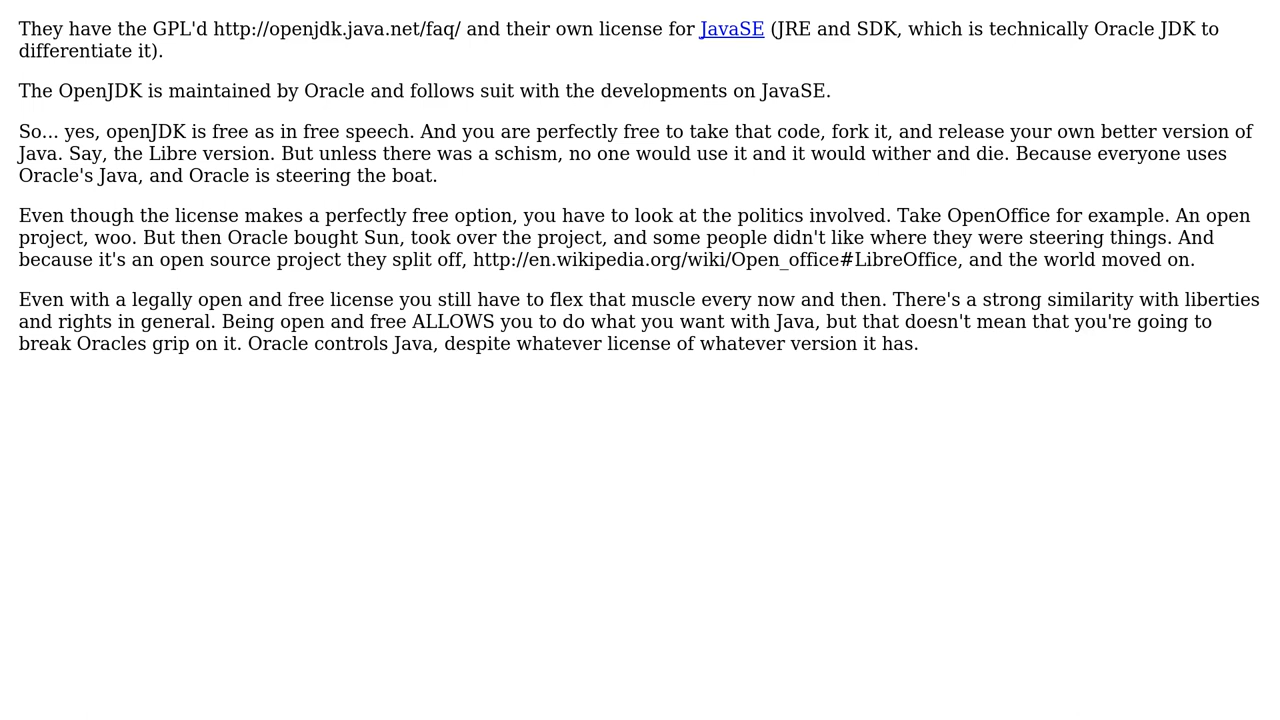 They have the GPL'd http://openjdk.java.net/faq/ and their own license for JavaSE (JRE and SDK, which is technically Oracle JDK to
differentiate it).
The OpenJDK is maintained by Oracle and follows suit with the developments on JavaSE.
So... yes, openJDK is free as in free speech. And you are perfectly free to take that code, fork it, and release your own better version of
Java. Say, the Libre version. But unless there was a schism, no one would use it and it would wither and die. Because everyone uses
Oracle's Java, and Oracle is steering the boat.
Even though the license makes a perfectly free option, you have to look at the politics involved. Take OpenOffice for example. An open
project, woo. But then Oracle bought Sun, took over the project, and some people didn't like where they were steering things. And
because it's an open source project they split off, http://en.wikipedia.org/wiki/Open_office#LibreOffice, and the world moved on.
Even with a legally open and free license you still have to flex that muscle every now and then. There's a strong similarity with liberties
and rights in general. Being open and free ALLOWS you to do what you want with Java, but that doesn't mean that you're going to
break Oracles grip on it. Oracle controls Java, despite whatever license of whatever version it has.